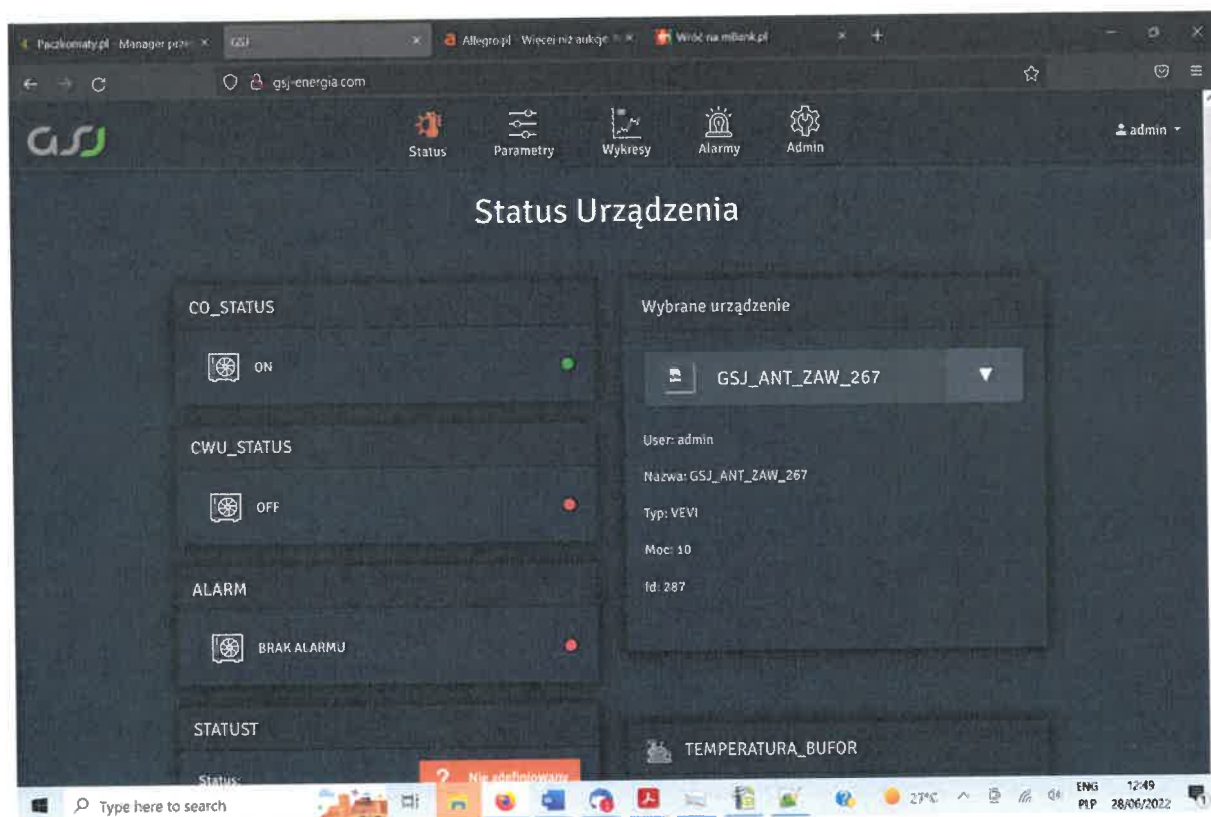 Paczkomaty.pl - Manager prze
GSJ
Allegro.pl - Więcej niż aukcje
Wróć na mBank.pl
gsj-energia.com
GSJ
Status
Parametry
Wykresy
Alarmy
Admin
admin
Status Urządzenia
CO_STATUS
ON
CWU_STATUS
OFF
ALARM
BRAK ALARMU
STATUST
Status:
? Nie zdefiniowany
Wybrane urządzenie
GSJ_ANT_ZAW_267
User: admin
Nazwa: GSJ_ANT_ZAW_267
Typ: VEVI
Moc: 10
Id: 287
TEMPERATURA_BUFOR
Type here to search
27°C
ENG
PLP
12:49
28/06/2022
1